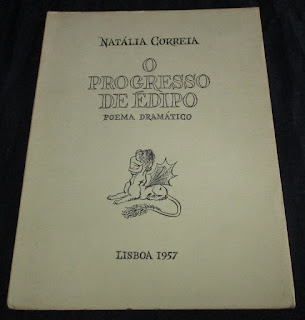 NATÁLIA CORREIA
O
PROGRESSO
DE ÉDIPO
POEMA DRAMÁTICO
LISBOA 1957